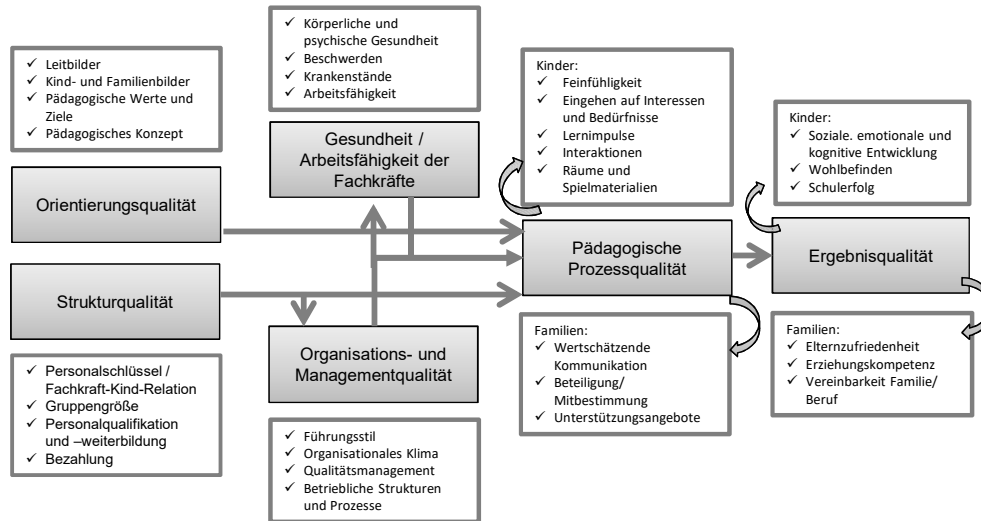 Leitbilder
Kind- und Familienbilder
Pädagogische Werte und
Ziele
Pädagogisches Konzept
Orientierungsqualität
Strukturqualität
Personalschlüssel /
Fachkraft-Kind-Relation
Gruppengröße
Personalqualifikation
und –weiterbildung
Bezahlung
Körperliche und
psychische Gesundheit
Beschwerden
Krankenstände
Arbeitsfähigkeit
Gesundheit /
Arbeitsfähigkeit der
Fachkräfte
Organisations- und
Managementqualität
Führungsstil
Organisationales Klima
Qualitätsmanagement
Betriebliche Strukturen
und Prozesse
Kinder:
Feinfühligkeit
Eingehen auf Interessen
und Bedürfnisse
Lernimpulse
Interaktionen
Räume und
Spielmaterialien
Pädagogische
Prozessqualität
Familien:
Wertschätzende
Kommunikation
Beteiligung/
Mitbestimmung
Unterstützungsangebote
Kinder:
Soziale. emotionale und
kognitive Entwicklung
Wohlbefinden
Schulerfolg
Ergebnisqualität
Familien:
Elternzufriedenheit
Erziehungskompetenz
Vereinbarkeit Familie/
Beruf